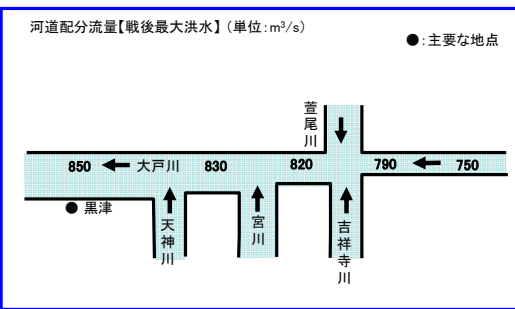 河道配分流量【戦後最大洪水】(単位:m³/s)
●:主要な地点
萱尾川
850 大戸川 830 820 790 750
● 黒津
天神川
宮川
吉祥寺川